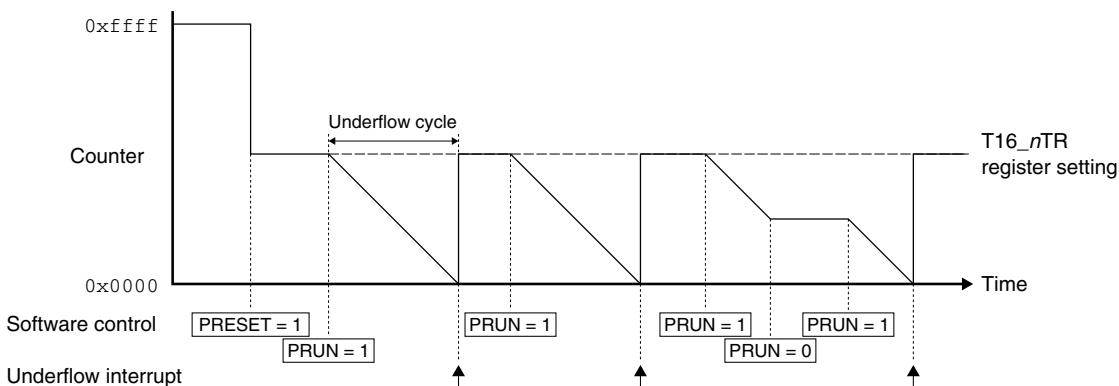 0xffff
Underflow cycle
Counter
T16_nTR
register setting
0x0000
Time
Software control
PRESET = 1
PRUN = 1
PRUN = 1
PRUN = 1
PRUN = 0
PRUN = 1
Underflow interrupt